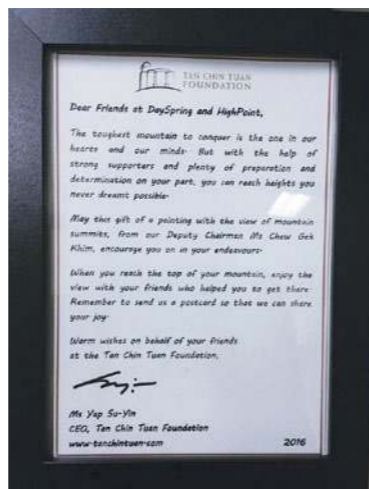 TAN CHIN TUAN
FOUNDATION
Dear Friends at DaySpring and HighPoint,
The toughest mountain to conquer is the one in our
hearts and our minds. But with the help of
strong supporters and plenty of preparation and
determination on your part, you can reach heights you
never dreamt possible.
May this gift of a painting with the view of mountain
summits, from our Deputy Chairman Ms Chew Gek
Khim, encourage you on in your endeavours.
When you reach the top of your mountain, enjoy the
view with your friends who helped you to get there.
Remember to send us a postcard so that we can share
your joy.
Warm wishes on behalf of your friends
at the Tan Chin Tuan Foundation,
Ms Yap Su-Yin
CEO, Tan Chin Tuan Foundation
www.tanchintuan.com 2016